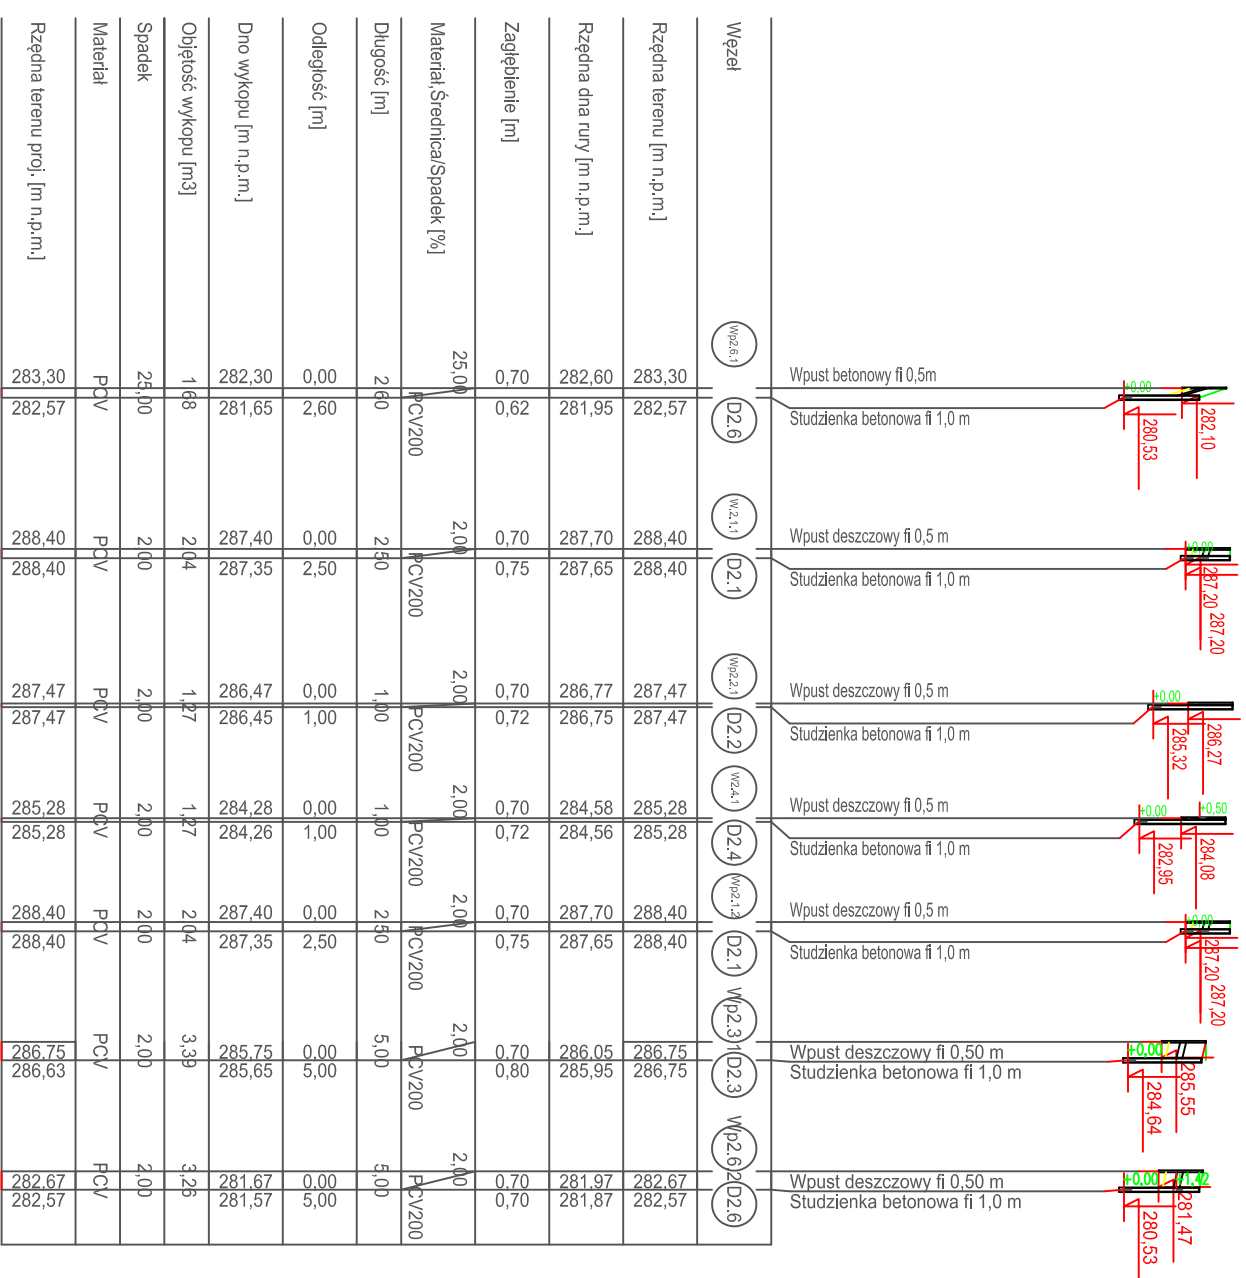 Węzeł
Rzędna terenu [m n.p.m.]
Rzędna dna rury [m n.p.m.]
Zagłębienie [m]
Materiał,Średnica/Spadek [%]
Długość [m]
Odległość [m]
Dno wykopu [m n.p.m.]
Objętość wykopu [m3]
Spadek
Materiał
Rzędna terenu proj. [m n.p.m.]
Wpust betonowy fi 0,5m
Studzienka betonowa fi 1,0 m
+0.00
282,10
280,53
Wp2.6.1 D2.6
283,30 282,57
282,60 281,95
0,70 0,62
25,00 PCV200
2,60
0,00 2,60
282,30 281,65
1,68
25,00
PCV
283,30 282,57
Wpust deszczowy fi 0,5 m
Studzienka betonowa fi 1,0 m
+0.00
287,20
287,20
W.2.1.1 D2.1
288,40 288,40
287,70 287,65
0,70 0,75
2,00 PCV200
2,50
0,00 2,50
287,40 287,35
2,04
2,00
PCV
288,40 288,40
Wpust deszczowy fi 0,5 m
Studzienka betonowa fi 1,0 m
+0.00
286,27
285,32
Wp2.2.1 D2.2
287,47 287,47
286,77 286,75
0,70 0,72
2,00 PCV200
1,00
0,00 1,00
286,47 286,45
1,27
2,00
PCV
287,47 287,47
Wpust deszczowy fi 0,5 m
Studzienka betonowa fi 1,0 m
+0.00 +0.50
284,08
282,95
W2.4.1 D2.4
285,28 285,28
284,58 284,56
0,70 0,72
2,00 PCV200
1,00
0,00 1,00
284,28 284,26
1,27
2,00
PCV
285,28 285,28
Wpust deszczowy fi 0,5 m
Studzienka betonowa fi 1,0 m
+0.00
287,20
287,20
Wp2.1.2 D2.1
288,40 288,40
287,70 287,65
0,70 0,75
2,00 PCV200
2,50
0,00 2,50
287,40 287,35
2,04
2,00
PCV
288,40 288,40
Wpust deszczowy fi 0,50 m
Studzienka betonowa fi 1,0 m
+0.00
285,55
284,64
Wp2.3.1 D2.3
286,75 286,75
286,05 285,95
0,70 0,80
2,00 PCV200
5,00
0,00 5,00
285,75 285,65
3,39
2,00
PCV
286,75 286,63
Wpust deszczowy fi 0,50 m
Studzienka betonowa fi 1,0 m
+0.00 +1.42
281,47
280,53
Wp2.6.2 D2.6
282,67 282,57
281,97 281,87
0,70 0,70
2,00 PCV200
5,00
0,00 5,00
281,67 281,57
3,26
2,00
PCV
282,67 282,57